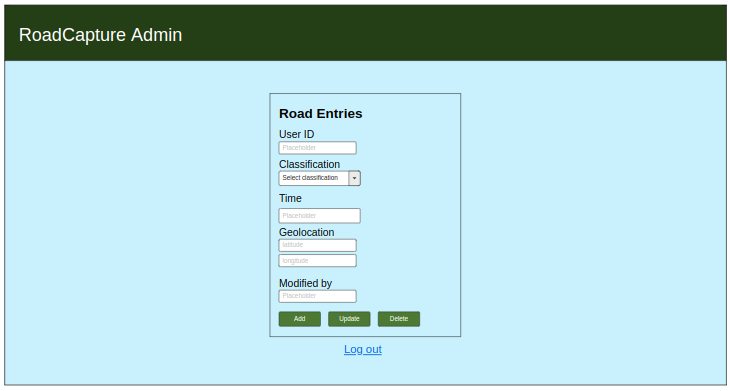 RoadCapture Admin
Road Entries
User ID
Placeholder
Classification
Select classification
Time
Placeholder
Geolocation
latitude
longitude
Modified by
Placeholder
Add Update Delete
Log out